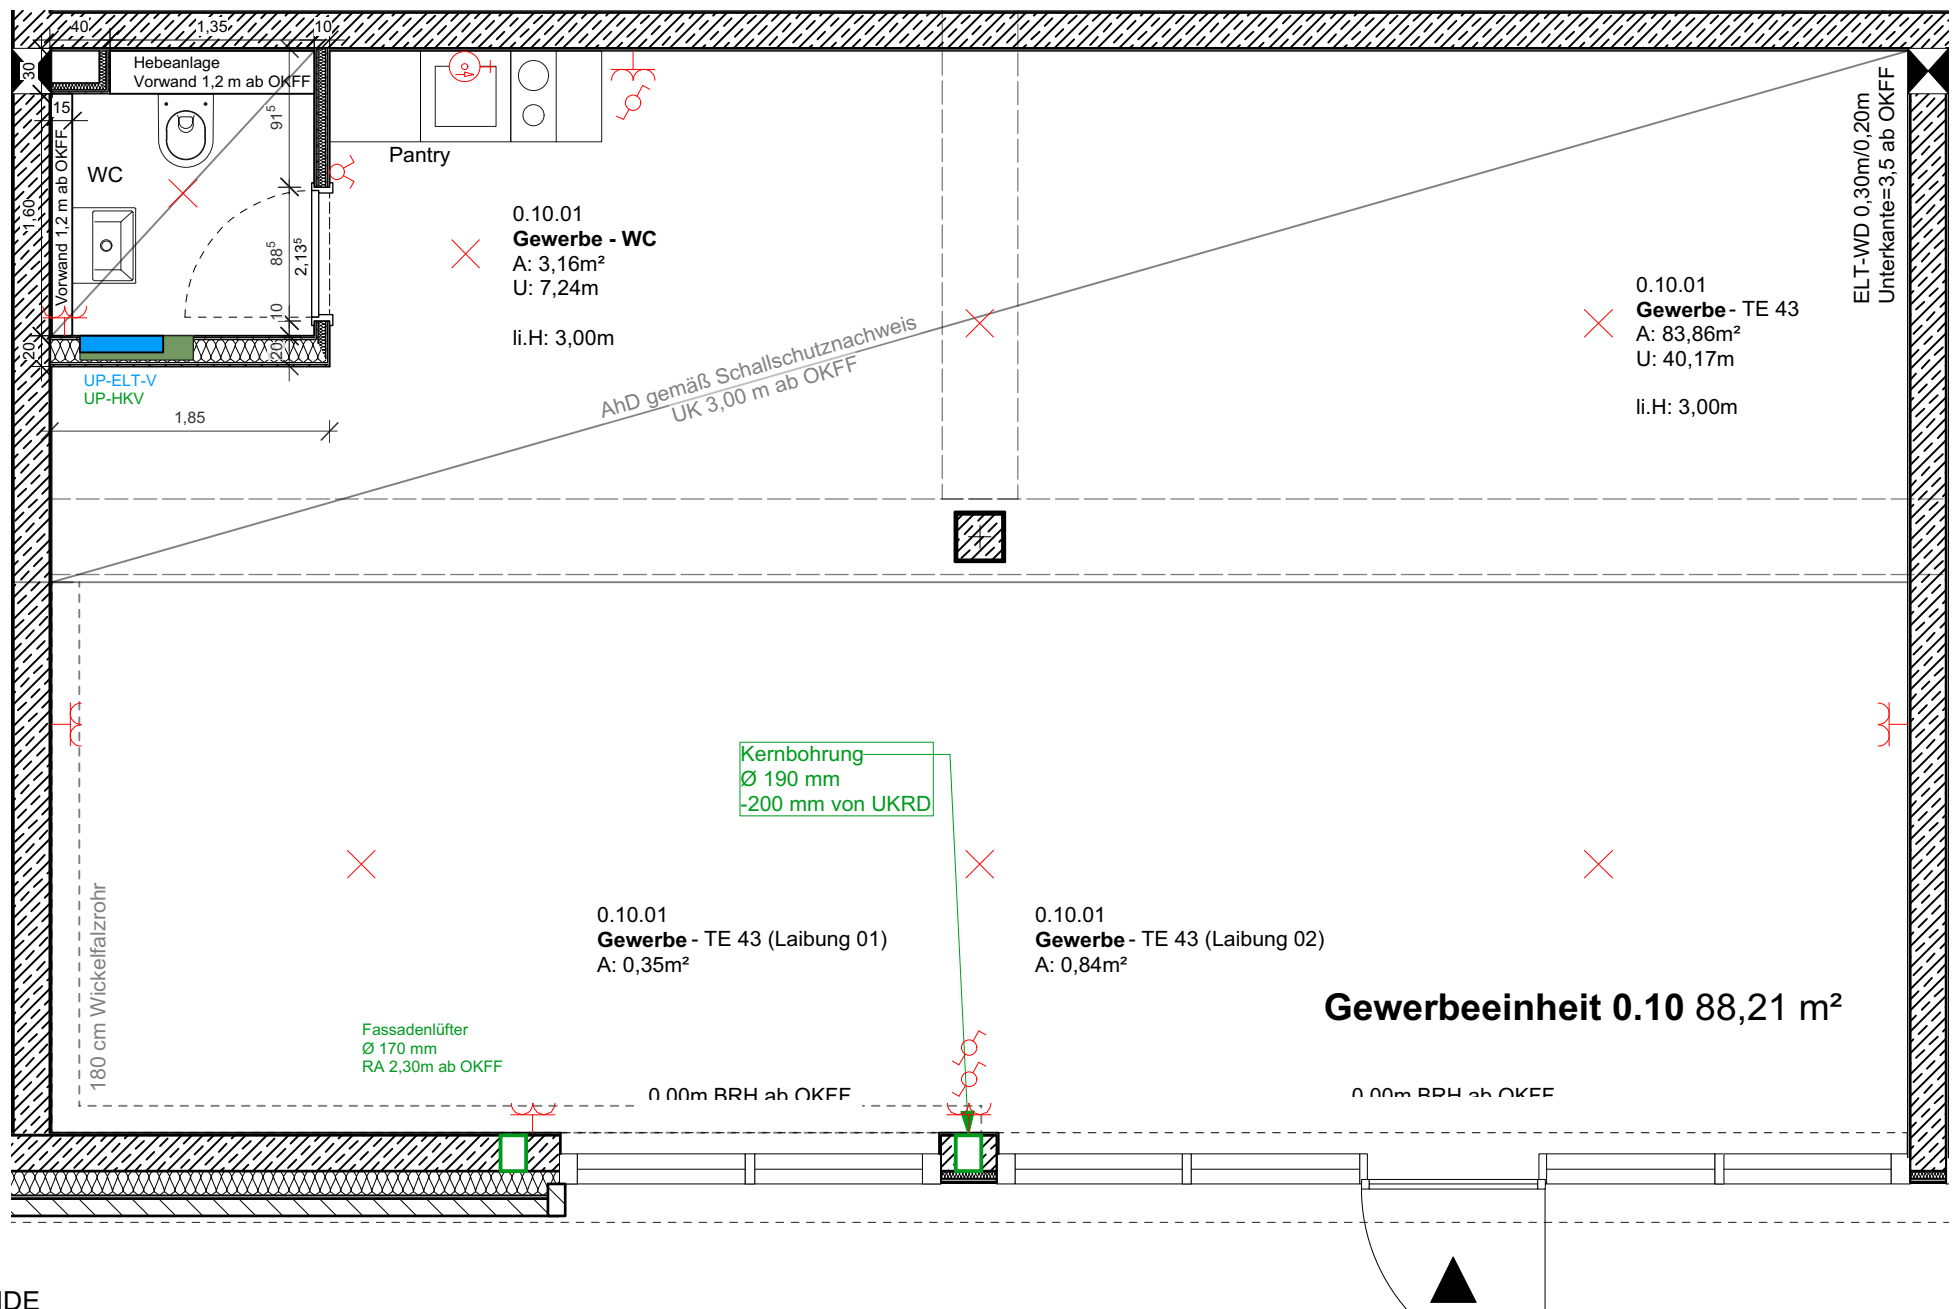 40
1,35
10
30
Hebeanlage
Vorwand 1,2 m ab OKFF
15
91⁵
Vorwand 1,2 m ab OKFF
WC
1,60
88⁵
2,13⁵
10
20
20
UP-ELT-V
UP-HKV
1,85
Pantry
0.10.01
Gewerbe - WC
A: 3,16m²
U: 7,24m
li.H: 3,00m
AhD gemäß Schallschutznachweis
UK 3,00 m ab OKFF
ELT-WD 0,30m/0,20m
Unterkante=3,5 ab OKFF
0.10.01
Gewerbe - TE 43
A: 83,86m²
U: 40,17m
li.H: 3,00m
Kernbohrung
Ø 190 mm
-200 mm von UKRD
180 cm Wickelfalzrohr
0.10.01
Gewerbe - TE 43 (Laibung 01)
A: 0,35m²
0.10.01
Gewerbe - TE 43 (Laibung 02)
A: 0,84m²
Gewerbeeinheit 0.10 88,21 m²
Fassadenlüfter
Ø 170 mm
RA 2,30m ab OKFF
0,00m BRH ab OKFF
0,00m BRH ab OKFF